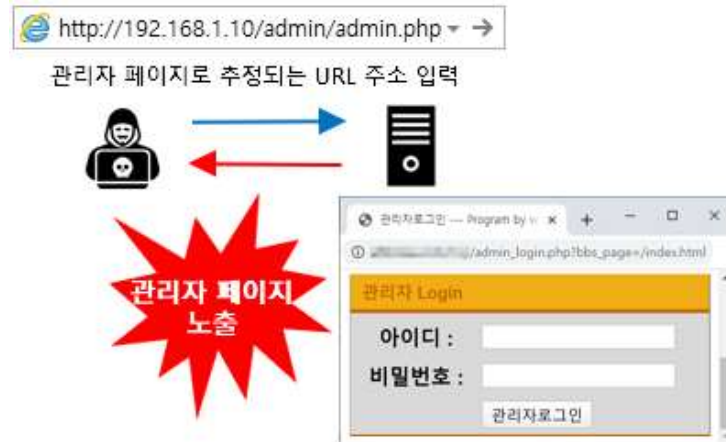 http://192.168.1.10/admin/admin.php
관리자 페이지로 추정되는 URL 주소 입력
관리자 페이지
노출
관리자로그인 — Program by
/admin_login.php?bbs_page=/index.html
관리자 Login
아이디 :
비밀번호 :
관리자로그인